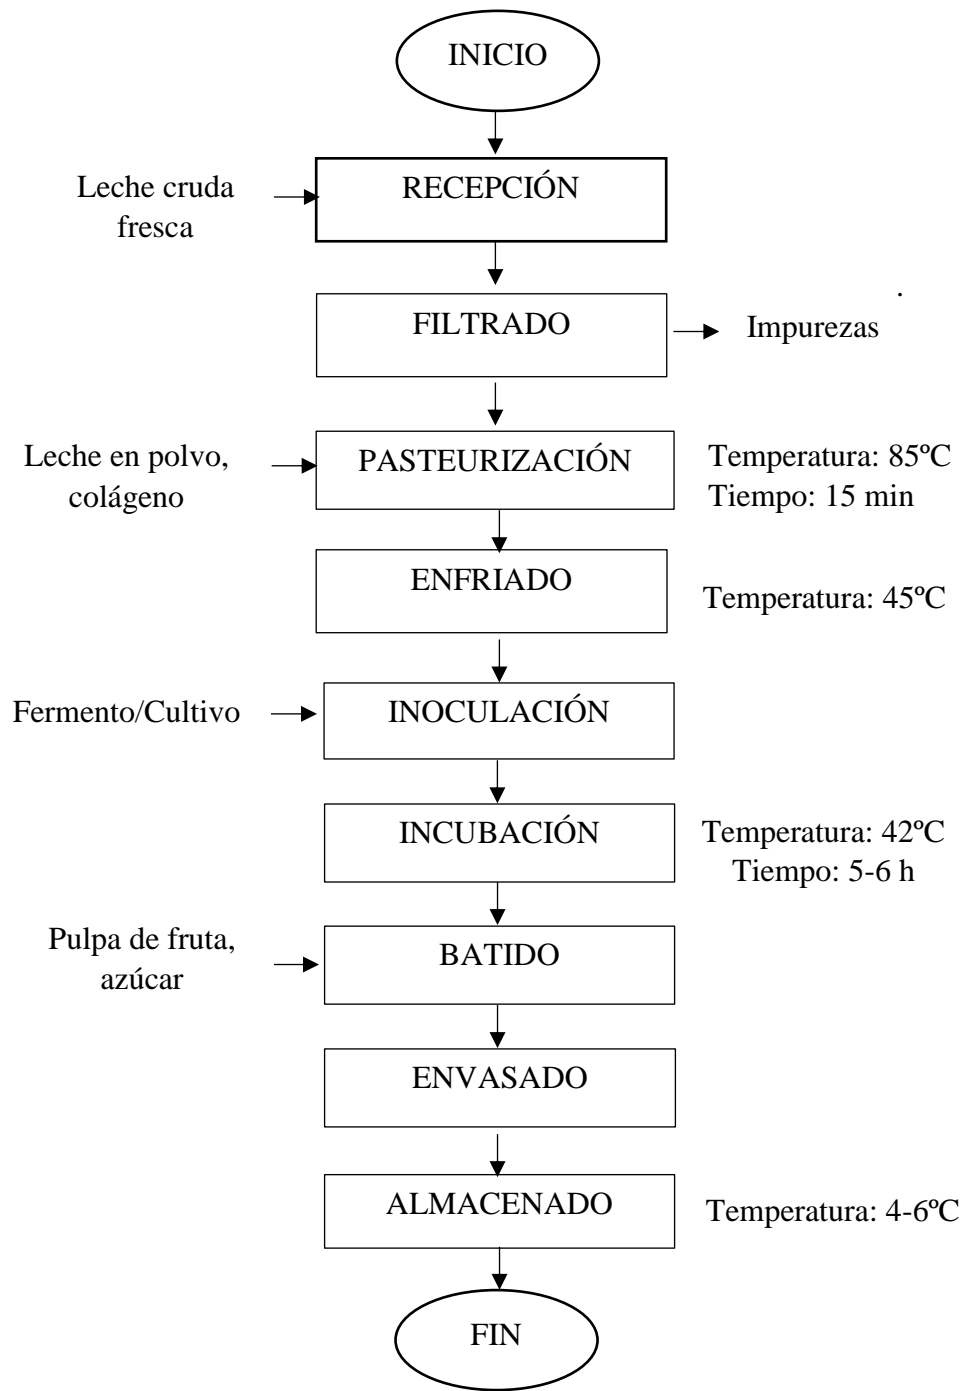 INICIO
Leche cruda
fresca
RECEPCIÓN
.
FILTRADO
Impurezas
Leche en polvo,
colágeno
PASTEURIZACIÓN
Temperatura: 85ºC
Tiempo: 15 min
ENFRIADO
Temperatura: 45ºC
Fermento/Cultivo
INOCULACIÓN
INCUBACIÓN
Temperatura: 42ºC
Tiempo: 5-6 h
Pulpa de fruta,
azúcar
BATIDO
ENVASADO
ALMACENADO
Temperatura: 4-6ºC
FIN